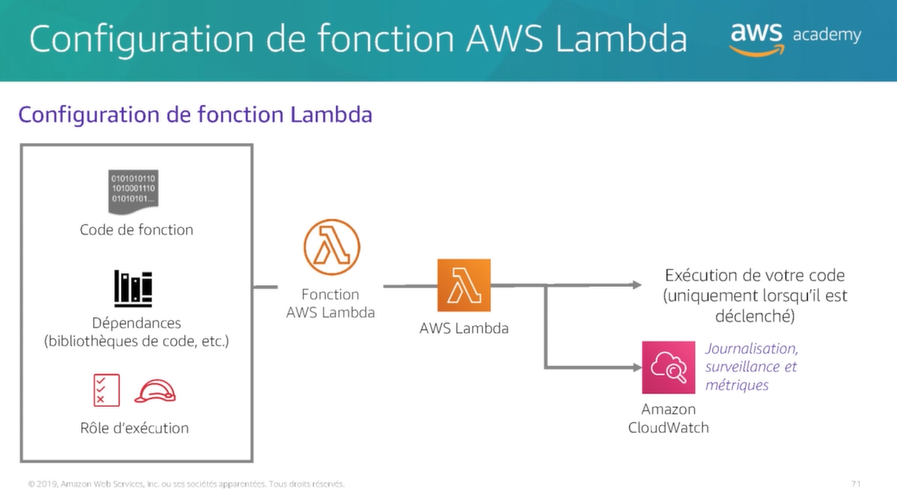 Configuration de fonction AWS Lambda
aws academy
Configuration de fonction Lambda
0101010110
1010001110
01010101...
Code de fonction
Dépendances
(bibliothèques de code, etc.)
Rôle d'exécution
Fonction
AWS Lambda
AWS Lambda
Exécution de votre code
(uniquement lorsqu'il est
déclenché)
Journalisation,
surveillance et
métriques
Amazon
CloudWatch
© 2019, Amazon Web Services, Inc. ou ses sociétés apparentées. Tous droits réservés.
71